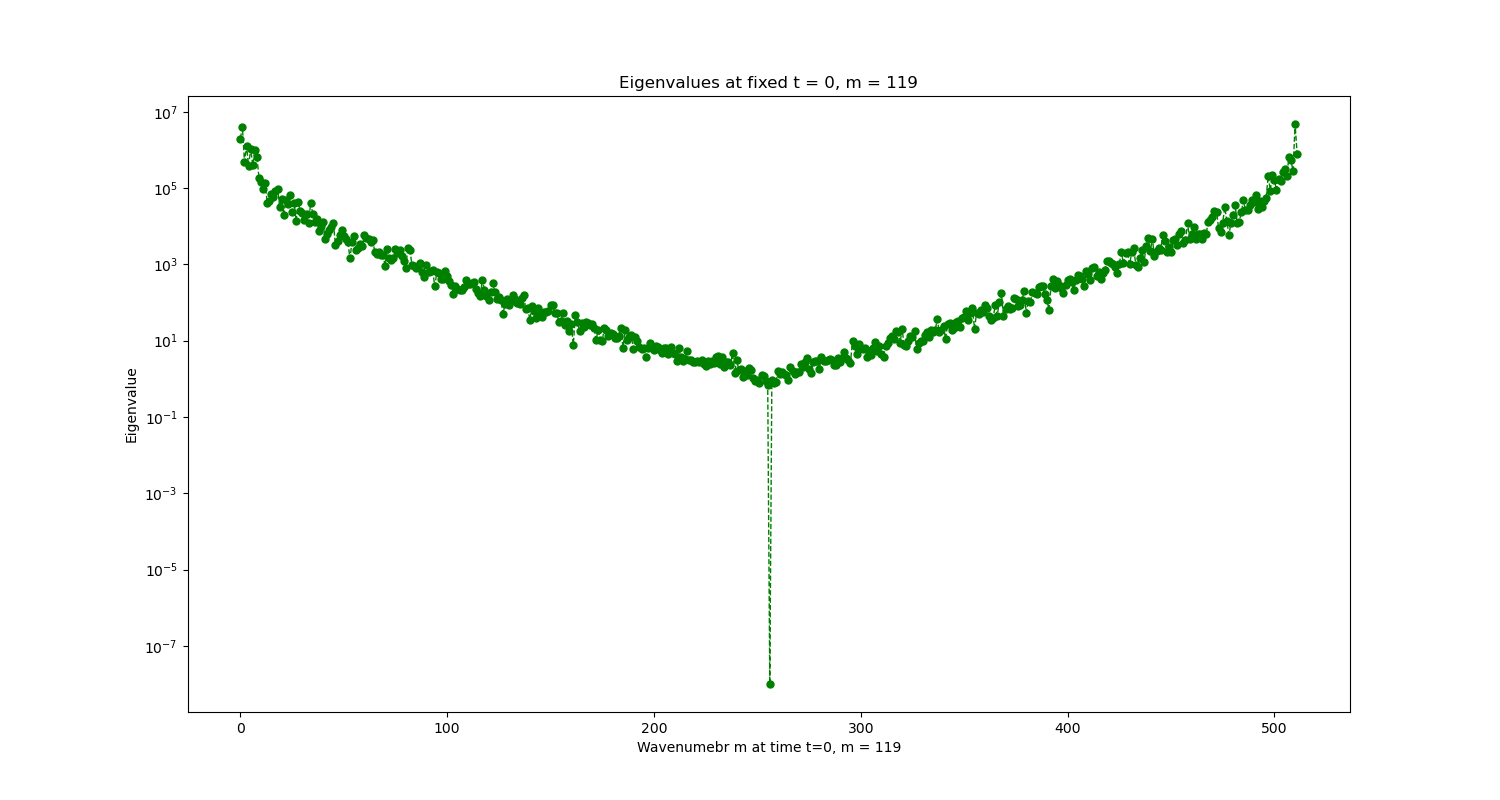 Eigenvalues at fixed t = 0, m = 119
Eigenvalue
10^7
10^5
10^3
10^1
10^-1
10^-3
10^-5
10^-7
0 100 200 300 400 500
Wavenumebr m at time t=0, m = 119